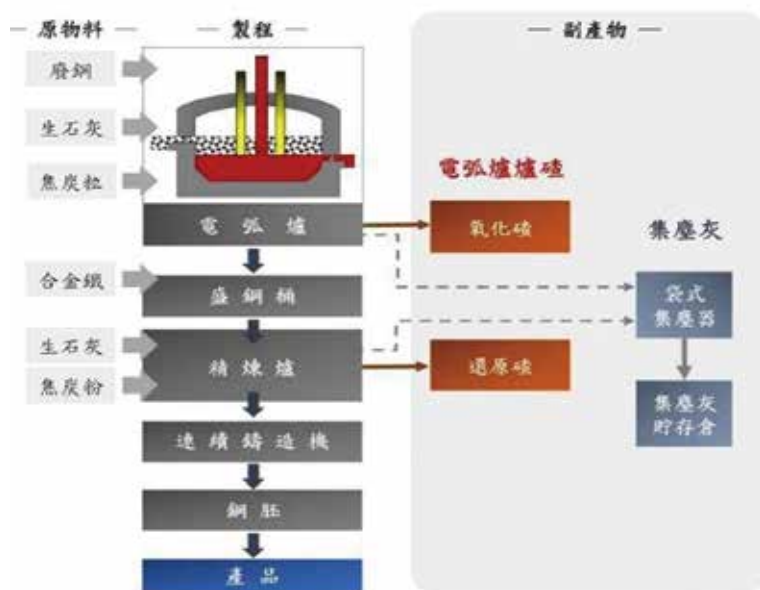 原物料
製程
副產物
廢鋼
生石灰
焦炭粒
電弧爐爐碴
電弧爐
氧化碴
集塵灰
合金鐵
盛鋼桶
袋式
集塵器
生石灰
焦炭粉
精煉爐
還原碴
集塵灰
貯存倉
連續鑄造機
鋼胚
產品